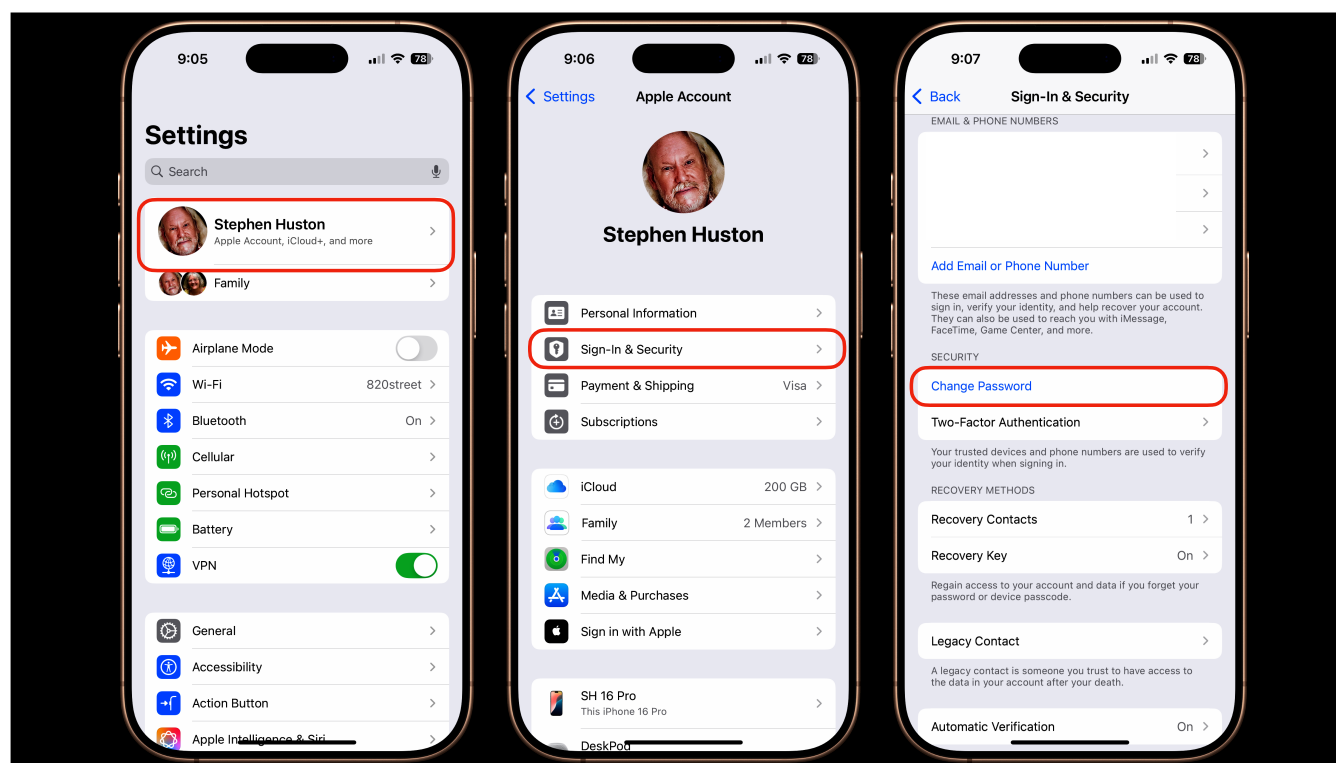 9:05
78
Settings
Search
Stephen Huston
Apple Account, iCloud+, and more
Family
Airplane Mode
Wi-Fi 820street
Bluetooth On
Cellular
Personal Hotspot
Battery
VPN
General
Accessibility
Action Button
Apple Intelligence & Siri
9:06
78
Settings Apple Account
Stephen Huston
Personal Information
Sign-In & Security
Payment & Shipping Visa
Subscriptions
iCloud 200 GB
Family 2 Members
Find My
Media & Purchases
Sign in with Apple
SH 16 Pro
This iPhone 16 Pro
DeskPod
9:07
78
Back Sign-In & Security
EMAIL & PHONE NUMBERS
Add Email or Phone Number
These email addresses and phone numbers can be used to
sign in, verify your identity, and help recover your account.
They can also be used to reach you with iMessage,
FaceTime, Game Center, and more.
SECURITY
Change Password
Two-Factor Authentication
Your trusted devices and phone numbers are used to verify
your identity when signing in.
RECOVERY METHODS
Recovery Contacts 1
Recovery Key On
Regain access to your account and data if you forget your
password or device passcode.
Legacy Contact
A legacy contact is someone you trust to have access to
the data in your account after your death.
Automatic Verification On